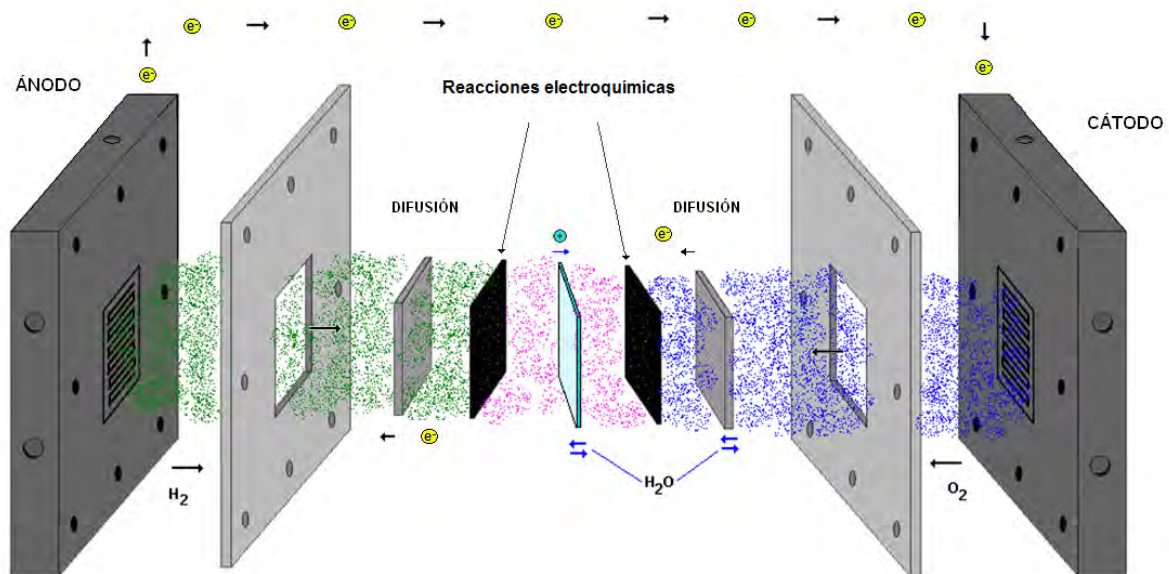 e- e- e- e- e-
e- e-
ÁNODO
Reacciones electroquímicas
CÁTODO
DIFUSIÓN
DIFUSIÓN
+
e-
e-
H2
H2O
O2